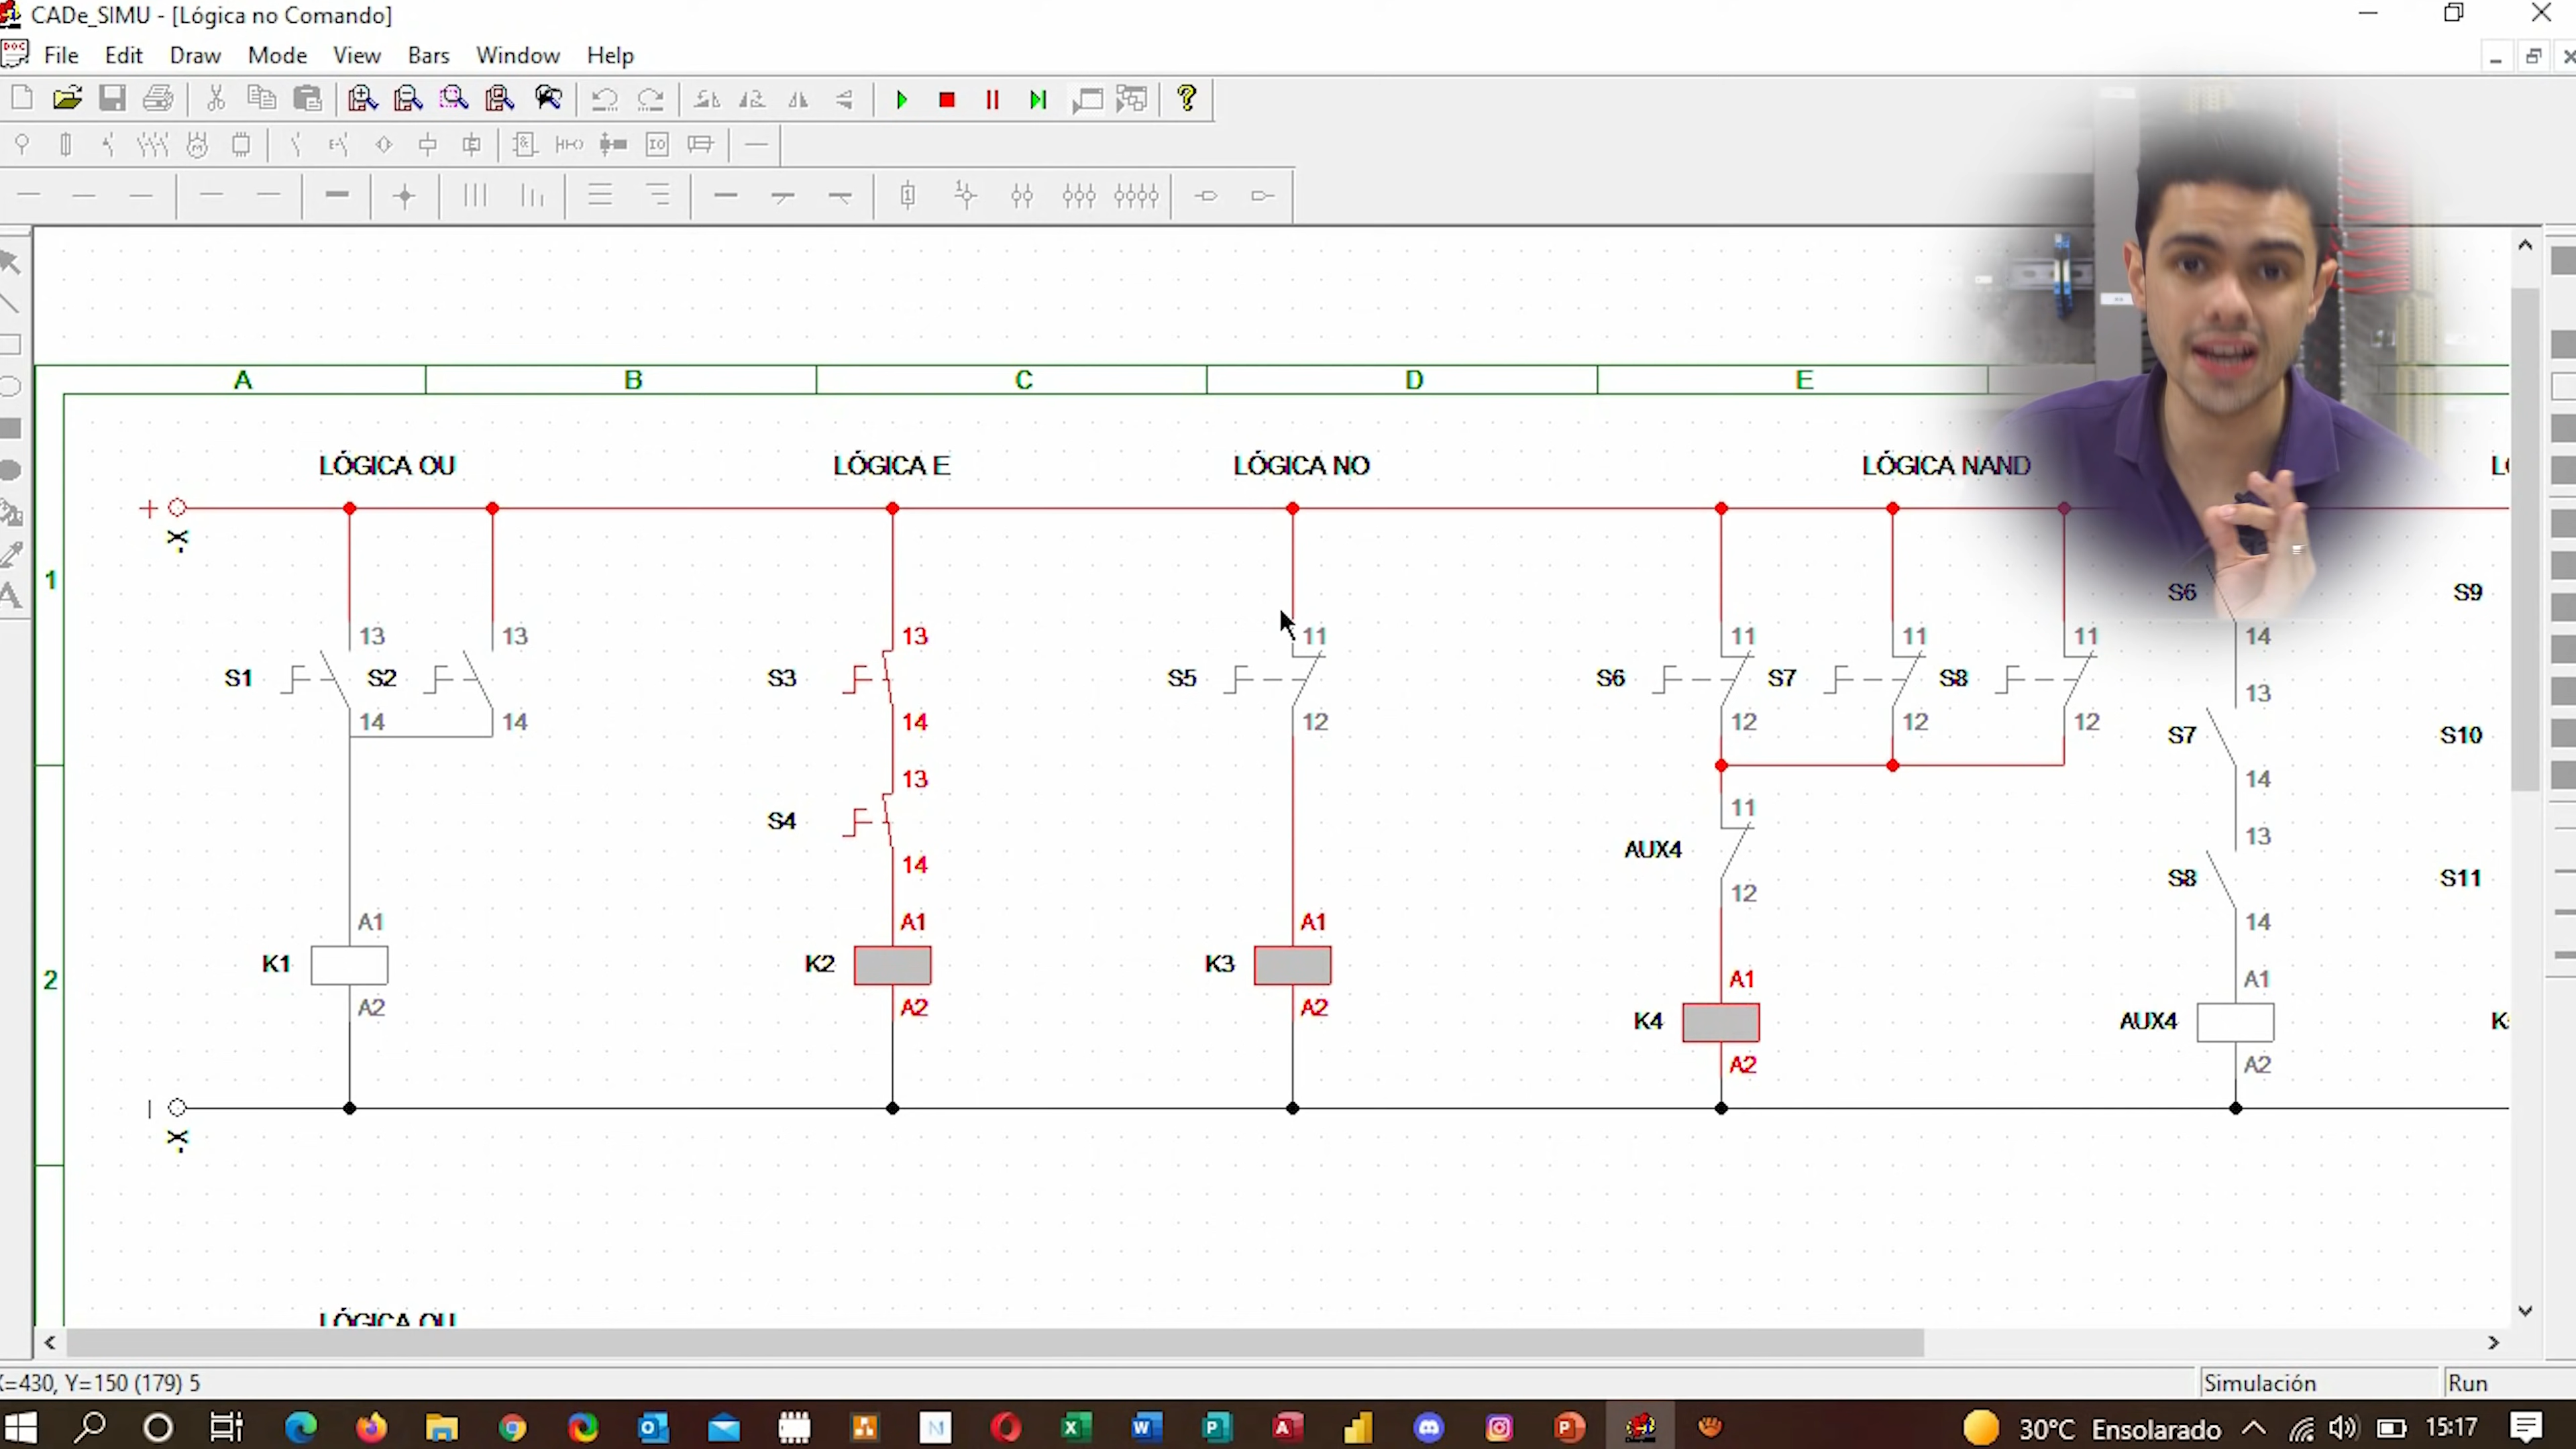 CADe_SIMU - [Lógica no Comando]
File Edit Draw Mode View Bars Window Help
A B C D E
LÓGICA OU LÓGICA E LÓGICA NO LÓGICA NAND
+
1
S6 S9
13 13 13 11 11 11 11 14
S1 S2 S3 S5 S6 S7 S8
13
14 14 14 12 12 12 12
S7 S10
13 14
11
S4 13
AUX4
14 12
S8 S11
A1 A1 A1 14
K1 K2 K3
2
A1 A1
A2 A2 A2
K4 AUX4
A2 A2
LÓGICA OU
X=430, Y=150 (179) 5 Simulación Run
30°C Ensolarado 15:17